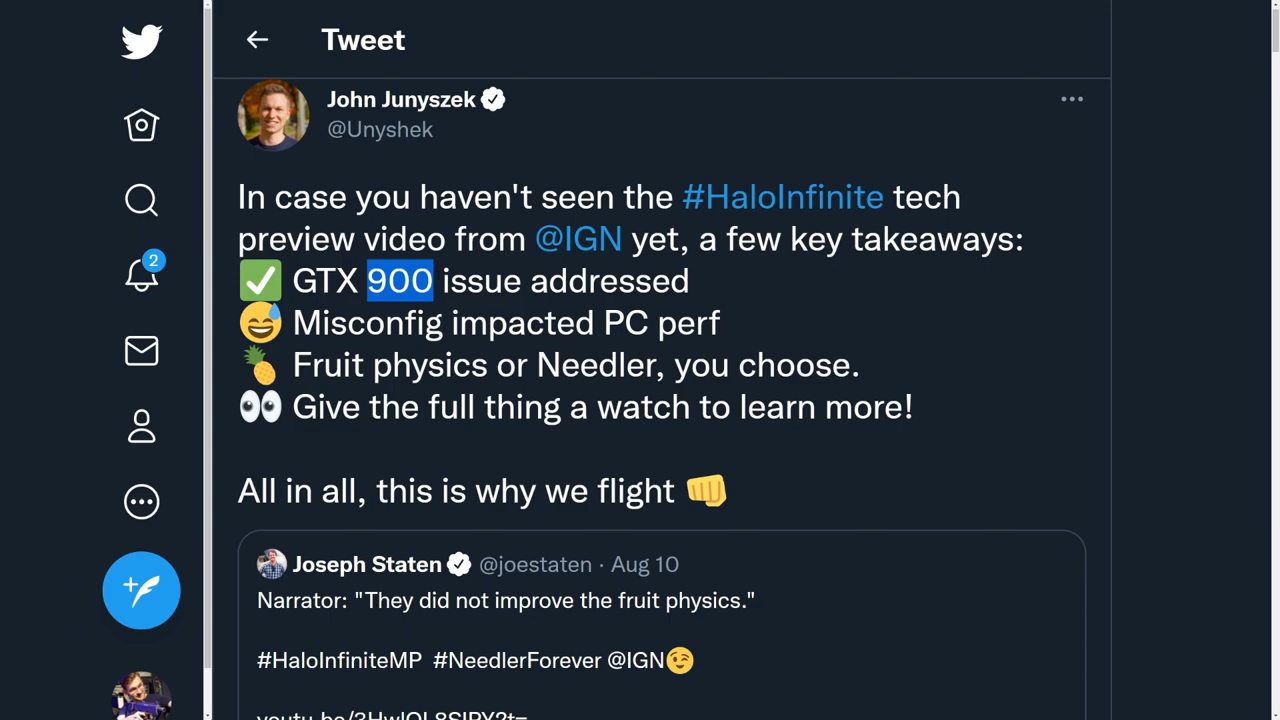 Tweet
John Junyszek
@Unyshek
In case you haven't seen the #HaloInfinite tech
preview video from @IGN yet, a few key takeaways:
✅ GTX 900 issue addressed
😅 Misconfig impacted PC perf
🍍 Fruit physics or Needler, you choose.
👀 Give the full thing a watch to learn more!
All in all, this is why we flight 👊
Joseph Staten @joestaten · Aug 10
Narrator: "They did not improve the fruit physics."
#HaloInfiniteMP #NeedlerForever @IGN😉
2